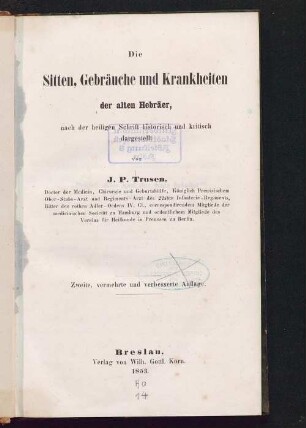 Die
Sitten, Gebräuche und Krankheiten
der alten Hebräer,
nach der heiligen Schrift historisch und kritisch
dargestellt
von
J. P. Trusen,
Doctor der Medicin, Chirurgie und Geburtshülfe, Königlich Preussischem
Ober-Stabs-Arzt und Regiments-Arzt des 22sten Infanterie-Regiments,
Ritter des rothen Adler-Ordens IV. Cl., correspondirendem Mitgliede der
medicinischen Societät zu Hamburg und ordentlichem Mitgliede des
Vereins für Heilkunde in Preussen zu Berlin.
Zweite, vermehrte und verbesserte Auflage.
Breslau,
Verlag von Wilh. Gottl. Korn.
1853.